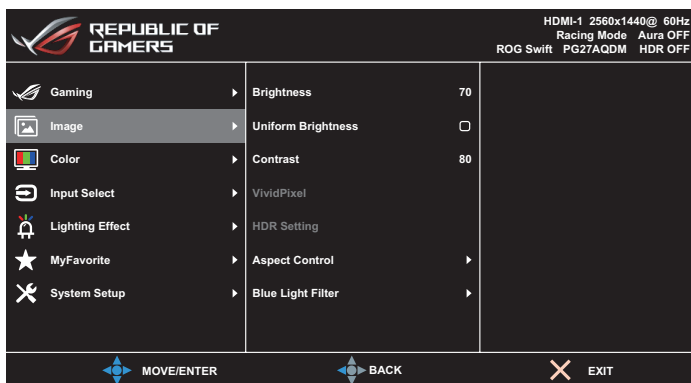 REPUBLIC OF
GAMERS
HDMI-1 2560x1440@ 60Hz
Racing Mode Aura OFF
ROG Swift PG27AQDM HDR OFF
Gaming
Image
Color
Input Select
Lighting Effect
MyFavorite
System Setup
Brightness 70
Uniform Brightness
Contrast 80
VividPixel
HDR Setting
Aspect Control
Blue Light Filter
MOVE/ENTER
BACK
EXIT